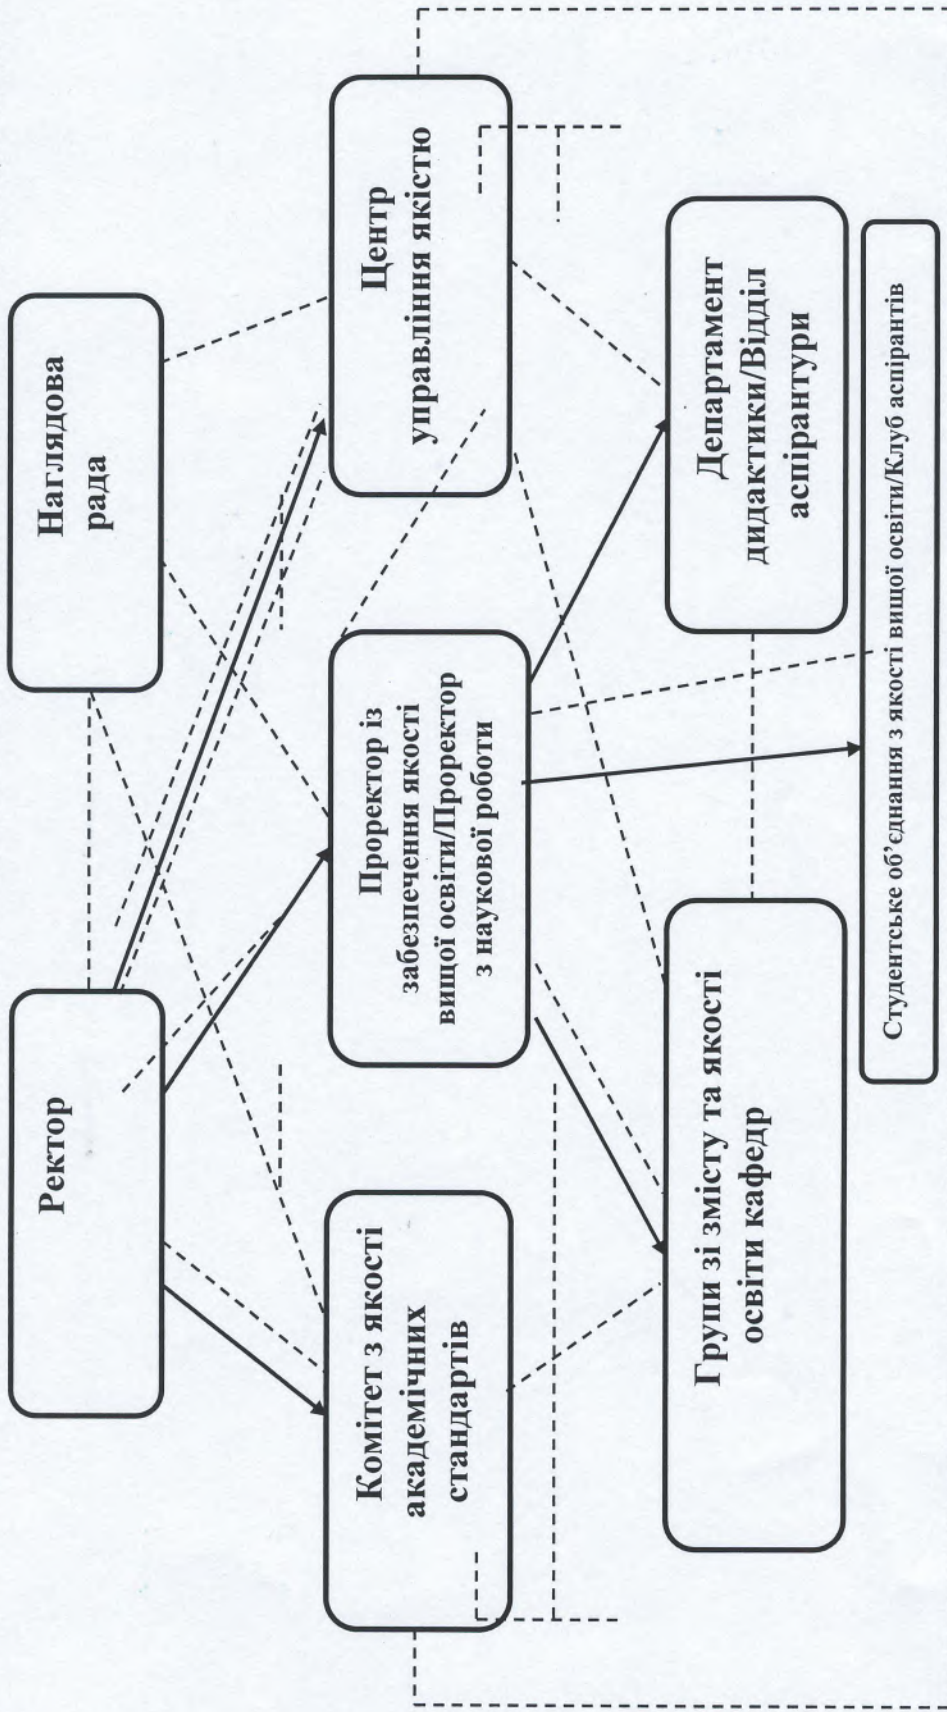 Ректор
Наглядова
рада
Комітет з якості
академічних
стандартів
Проректор із
забезпечення якості
вищої освіти/Проректор
з наукової роботи
Центр
управління якістю
Групи зі змісту та якості
освіти кафедр
Департамент
дидактики/Відділ
аспірантури
Студентське об’єднання з якості вищої освіти/Клуб аспірантів